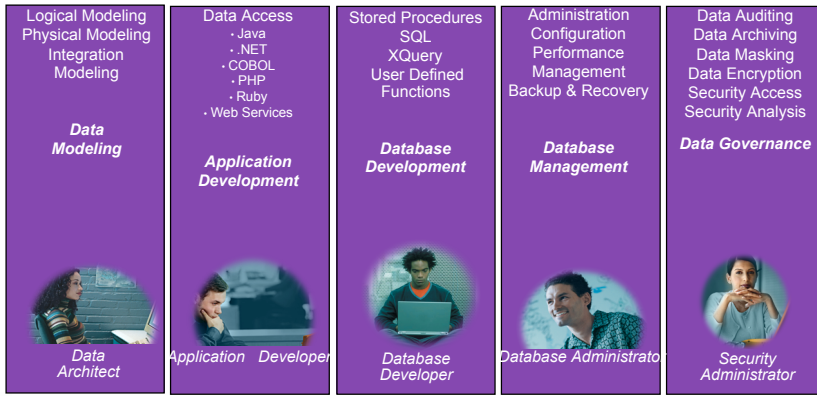 Logical Modeling
Physical Modeling
Integration
Modeling
Data
Modeling
Data
Architect
Data Access
• Java
• .NET
• COBOL
• PHP
• Ruby
• Web Services
Application
Development
Application Developer
Stored Procedures
SQL
XQuery
User Defined
Functions
Database
Development
Database
Developer
Administration
Configuration
Performance
Management
Backup & Recovery
Database
Management
Database Administrator
Data Auditing
Data Archiving
Data Masking
Data Encryption
Security Access
Security Analysis
Data Governance
Security
Administrator